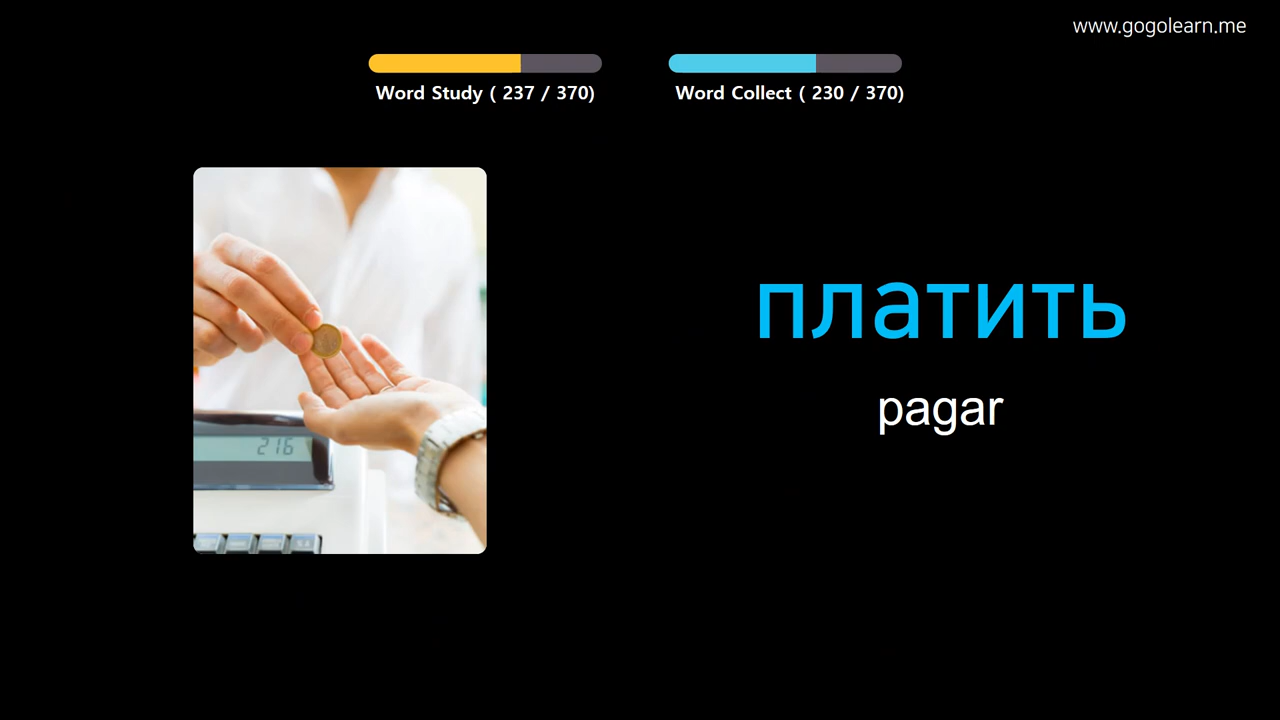 www.gogolearn.me
Word Study ( 237 / 370)
Word Collect ( 230 / 370)
платить
pagar
216